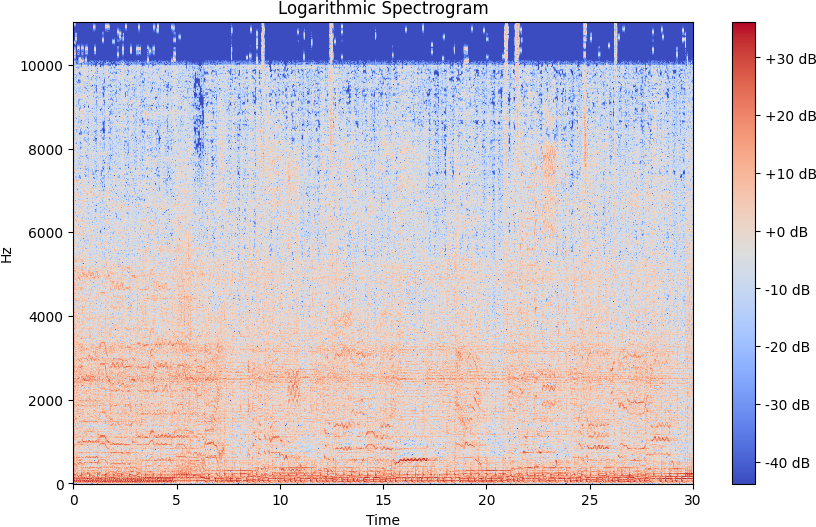 Logarithmic Spectrogram
Hz
10000
8000
6000
4000
2000
0
0 5 10 15 20 25 30
Time
+30 dB
+20 dB
+10 dB
+0 dB
-10 dB
-20 dB
-30 dB
-40 dB